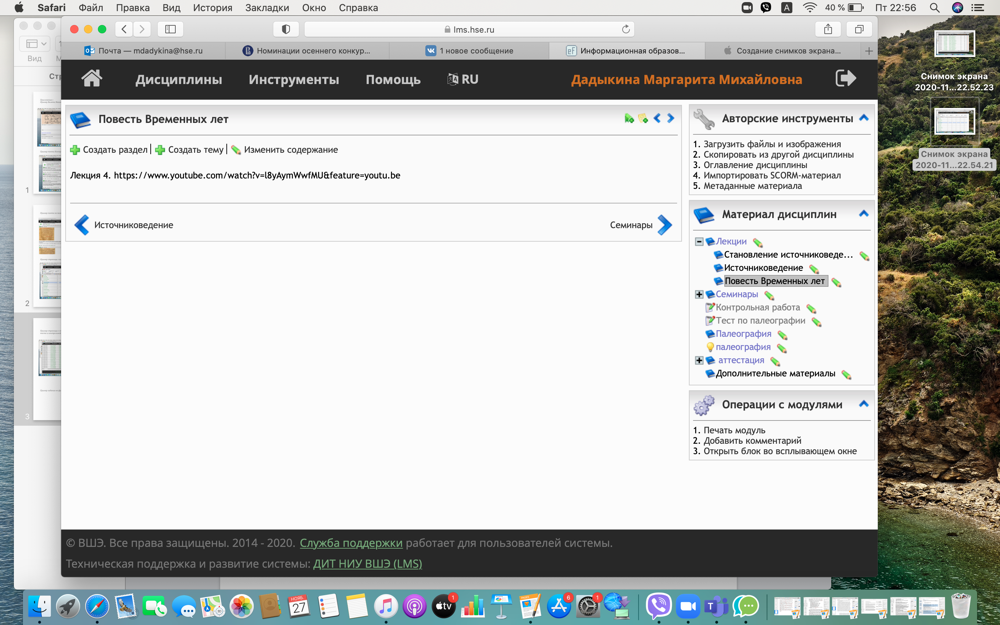 Safari Файл Правка Вид История Закладки Окно Справка
A 40 % Пт 22:56
lms.hse.ru
Почта — mdadykina@hse.ru
Номинации осеннего конкур...
1 новое сообщение
Информационная образов...
Создание снимков экрана...
Вид
Дисциплины Инструменты Помощь RU Дадыкина Маргарита Михайловна
Повесть Временных лет
Создать раздел | Создать тему | Изменить содержание
Лекция 4. https://www.youtube.com/watch?v=l8yAymWwfMU&feature=youtu.be
Источниковедение
Семинары
Авторские инструменты
1. Загрузить файлы и изображения
2. Скопировать из другой дисциплины
3. Оглавление дисциплины
4. Импортировать SCORM-материал
5. Метаданные материала
Материал дисциплин
Лекции
Становление источниковеде...
Источниковедение
Повесть Временных лет
Семинары
Контрольная работа
Тест по палеографии
Палеография
палеография
аттестация
Дополнительные материалы
Операции с модулями
1. Печать модуль
2. Добавить комментарий
3. Открыть блок во всплывающем окне
© ВШЭ. Все права защищены. 2014 - 2020. Служба поддержки работает для пользователей системы.
Техническая поддержка и развитие системы: ДИТ НИУ ВШЭ (LMS)
1
2
3
Снимок экрана
2020-11...22.52.23
Снимок экрана
2020-11...22.54.21
НОЯБ.
27
3D
tv
1
PAGES
6
1
T